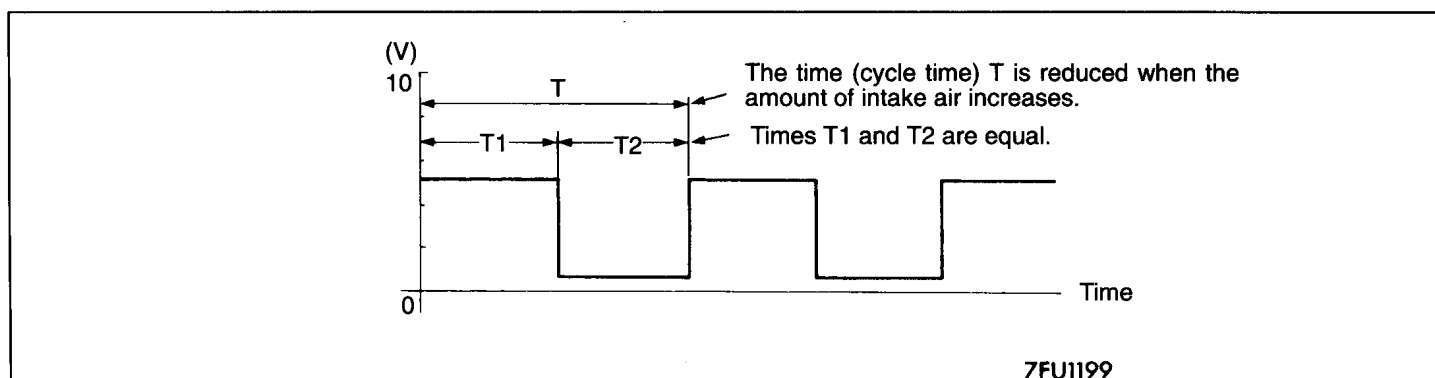 (V)
10
T
The time (cycle time) T is reduced when the
amount of intake air increases.
T1
T2
Times T1 and T2 are equal.
0
Time
7FU1199